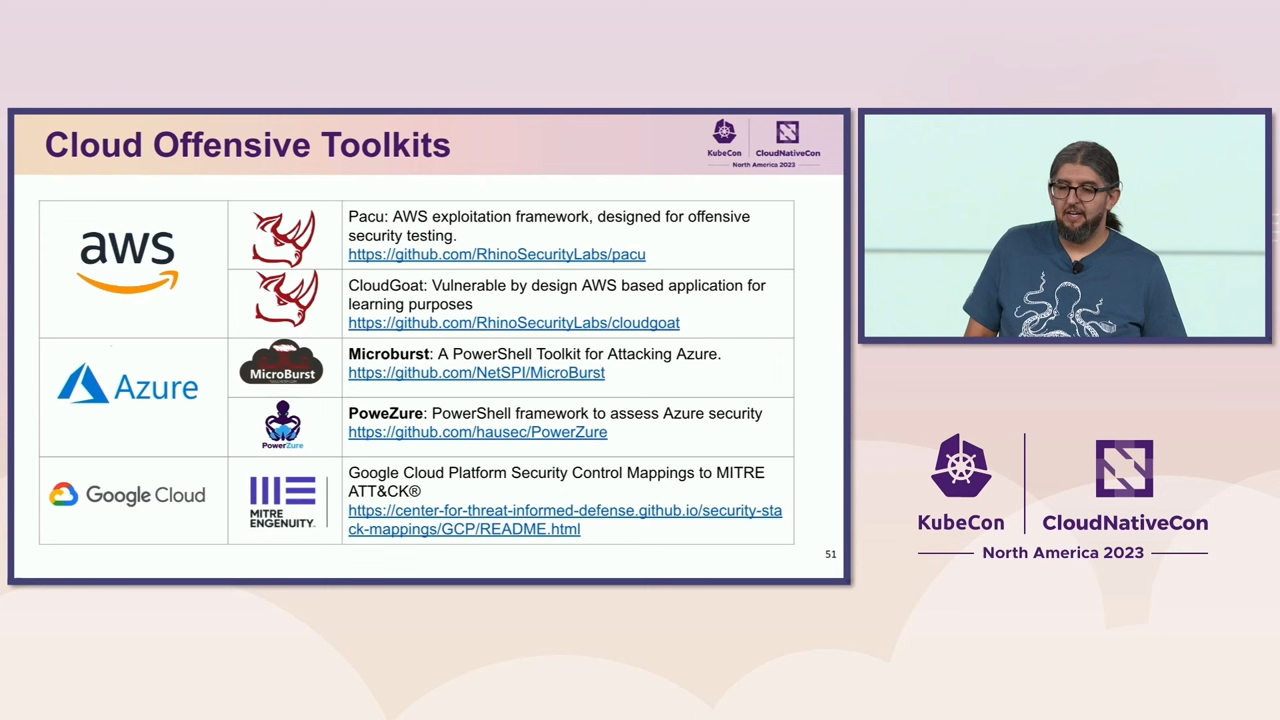 Cloud Offensive Toolkits
KubeCon
CloudNativeCon
North America 2023
aws
Pacu: AWS exploitation framework, designed for offensive
security testing.
https://github.com/RhinoSecurityLabs/pacu
CloudGoat: Vulnerable by design AWS based application for
learning purposes
https://github.com/RhinoSecurityLabs/cloudgoat
Azure
MicroBurst
Microburst: A PowerShell Toolkit for Attacking Azure.
https://github.com/NetSPI/MicroBurst
PowerZure
PoweZure: PowerShell framework to assess Azure security
https://github.com/hausec/PowerZure
Google Cloud
MITRE
ENGENUITY.
Google Cloud Platform Security Control Mappings to MITRE
ATT&CK®
https://center-for-threat-informed-defense.github.io/security-sta
ck-mappings/GCP/README.html
51
KubeCon
CloudNativeCon
North America 2023